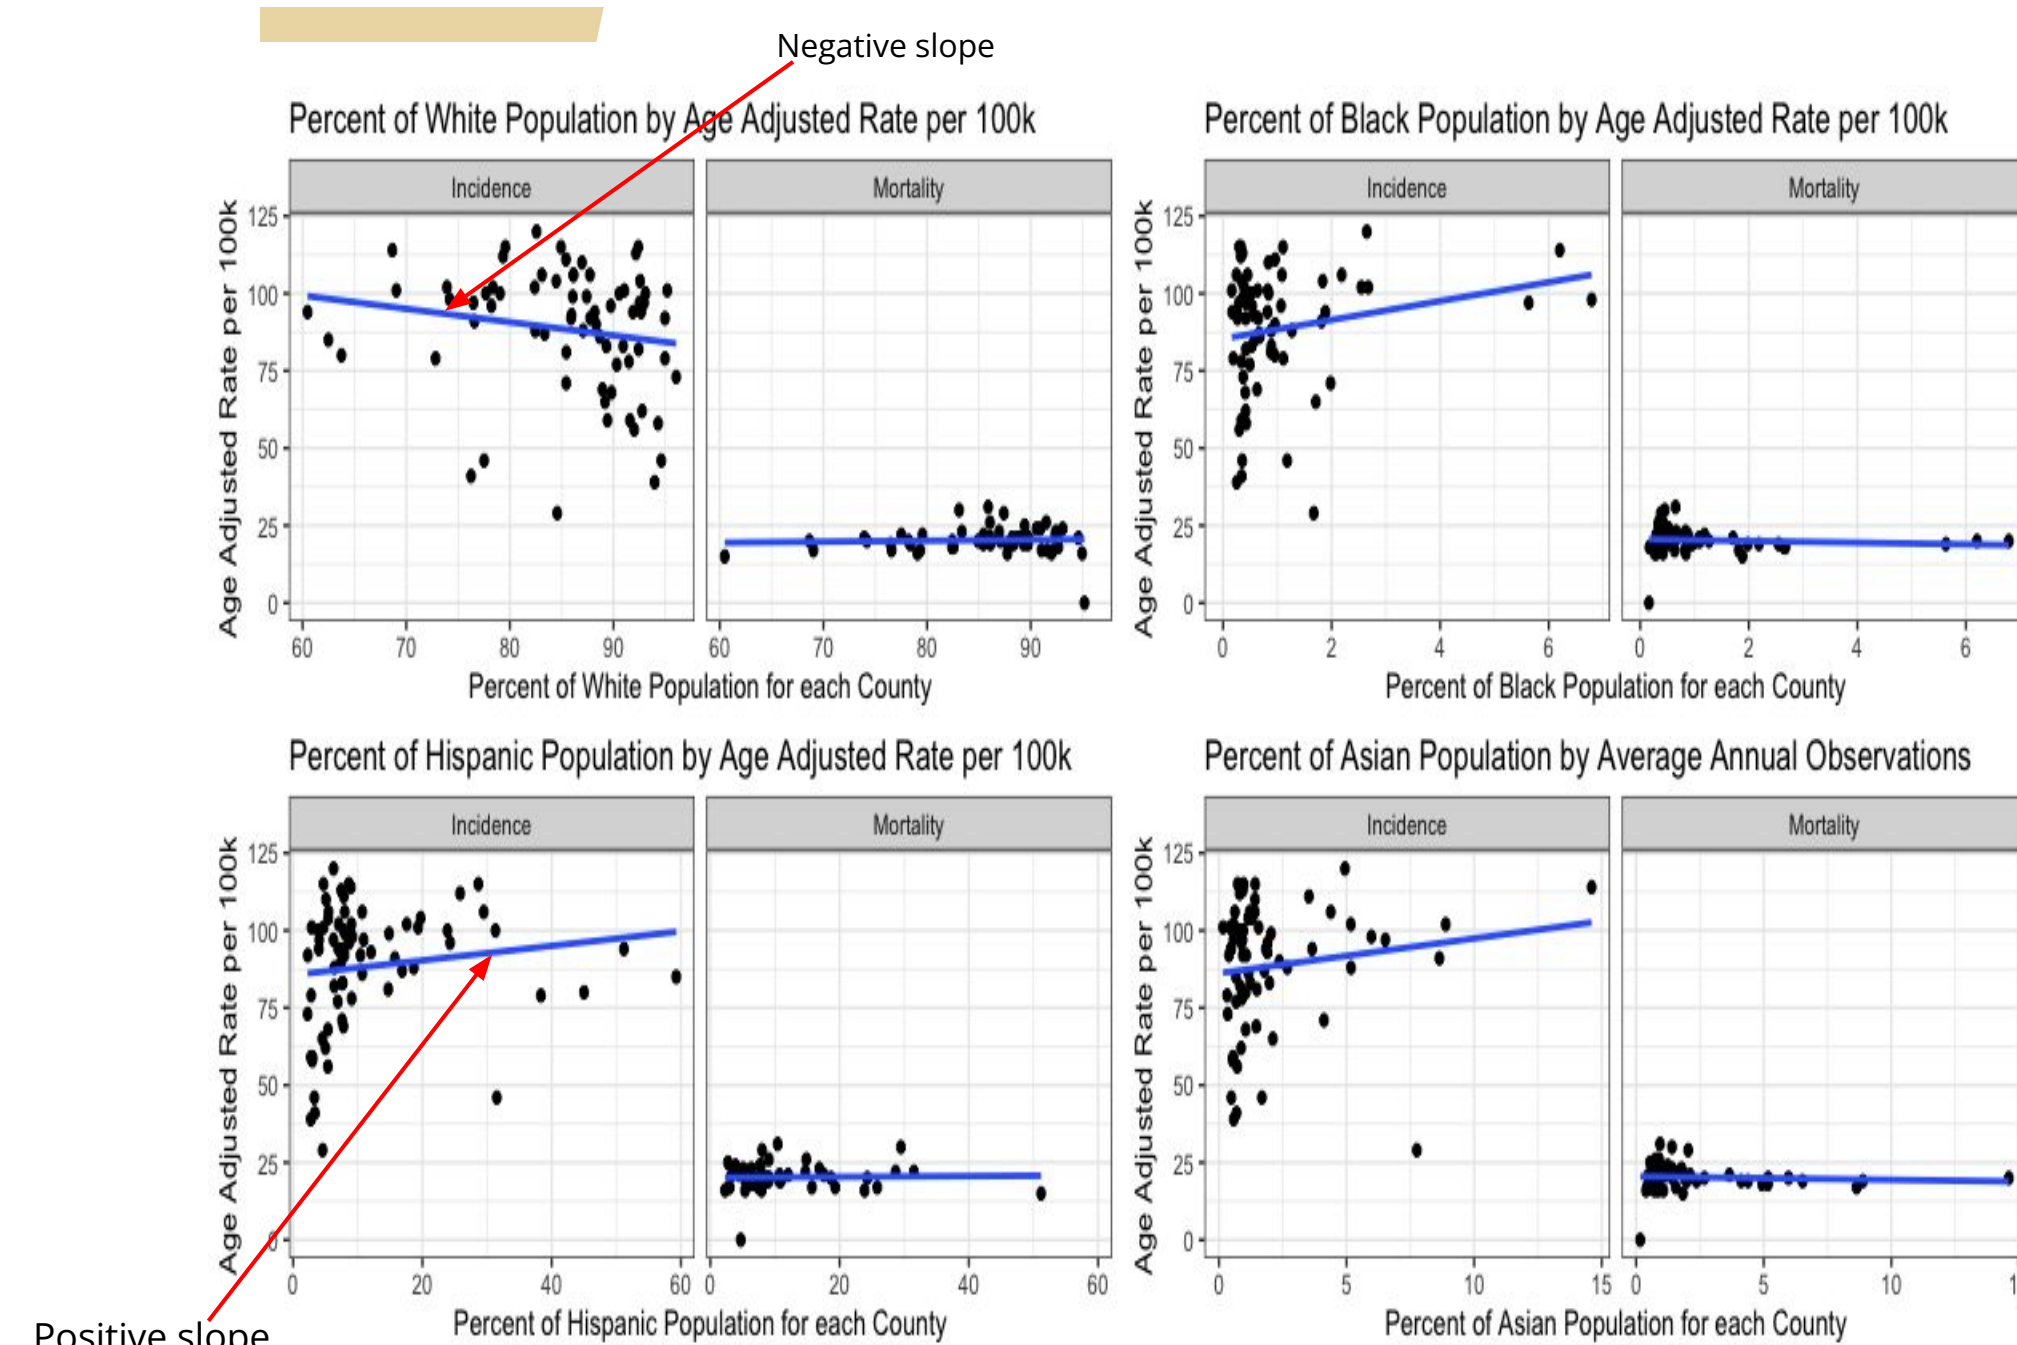 Negative slope
Percent of White Population by Age Adjusted Rate per 100k
Incidence
Mortality
Age Adjusted Rate per 100k
125
100
75
50
25
0
60
70
80
90
60
70
80
90
Percent of White Population for each County
Percent of Black Population by Age Adjusted Rate per 100k
Incidence
Mortality
Age Adjusted Rate per 100k
125
100
75
50
25
0
0
2
4
6
0
2
4
6
Percent of Black Population for each County
Percent of Hispanic Population by Age Adjusted Rate per 100k
Incidence
Mortality
Age Adjusted Rate per 100k
125
100
75
50
25
0
0
20
40
60
0
20
40
60
Percent of Hispanic Population for each County
Percent of Asian Population by Average Annual Observations
Incidence
Mortality
Age Adjusted Rate per 100k
125
100
75
50
25
0
0
5
10
15
0
5
10
Percent of Asian Population for each County
Positive slope